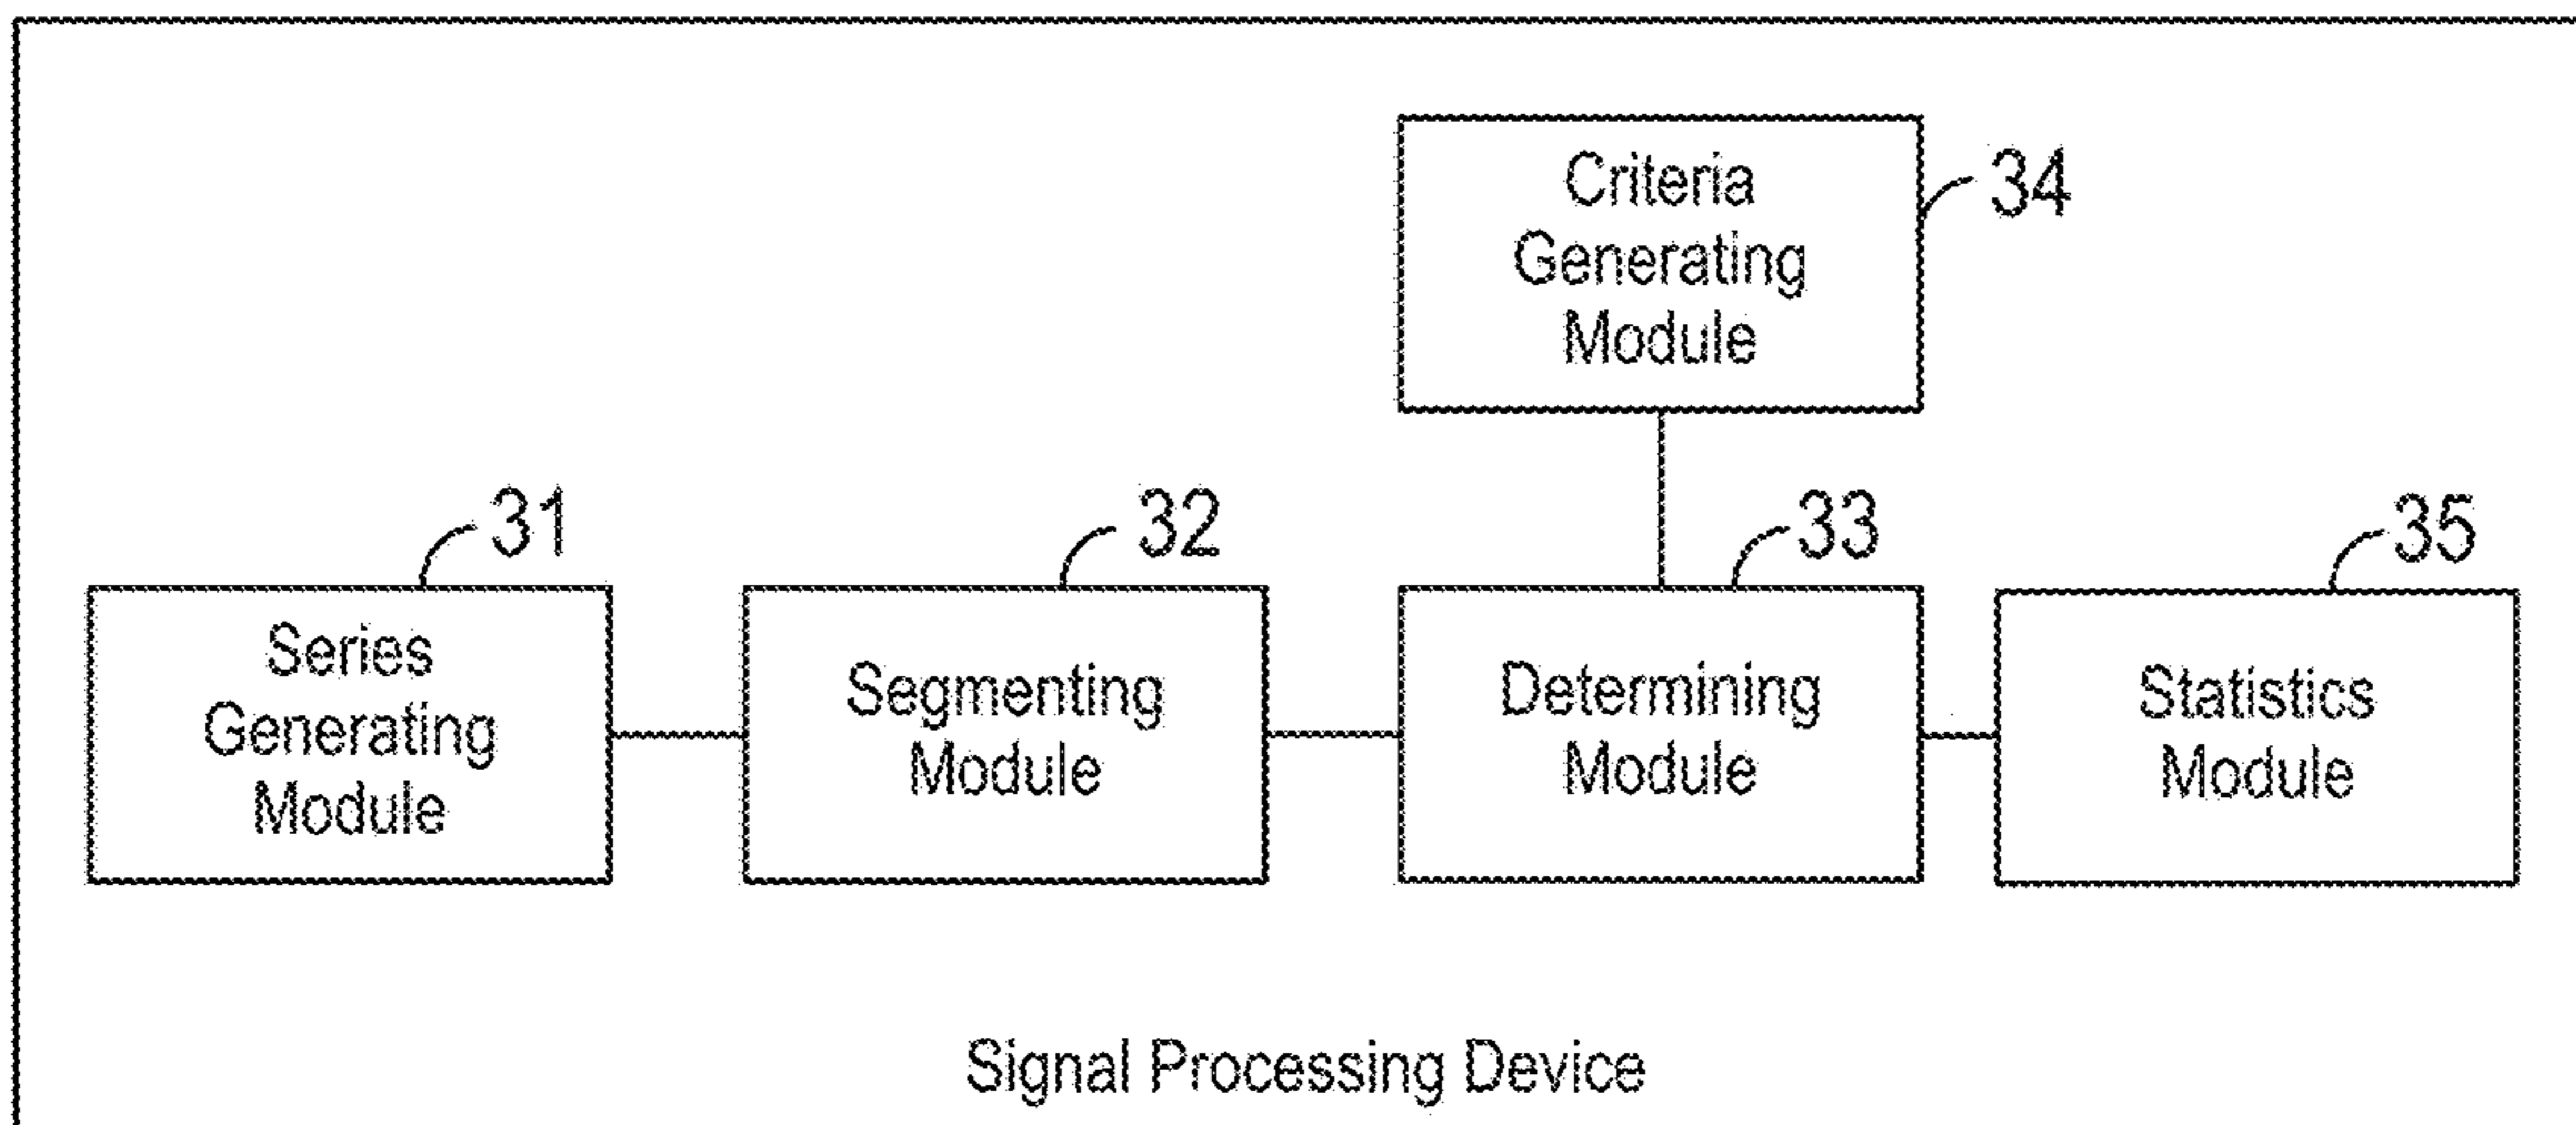 Criteria
Generating
Module
34
31
32
33
35
Series
Generating
Module
Segmenting
Module
Determining
Module
Statistics
Module
Signal Processing Device